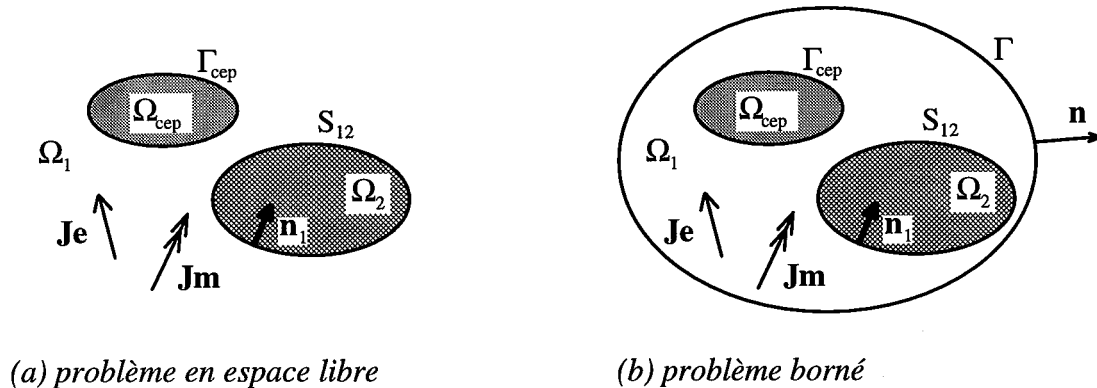 Γcep
Ωcep
S12
Ω1
Ω2
n1
Je
Jm
(a) problème en espace libre
Γ
Γcep
Ωcep
n
S12
Ω1
Ω2
n1
Je
Jm
(b) problème borné